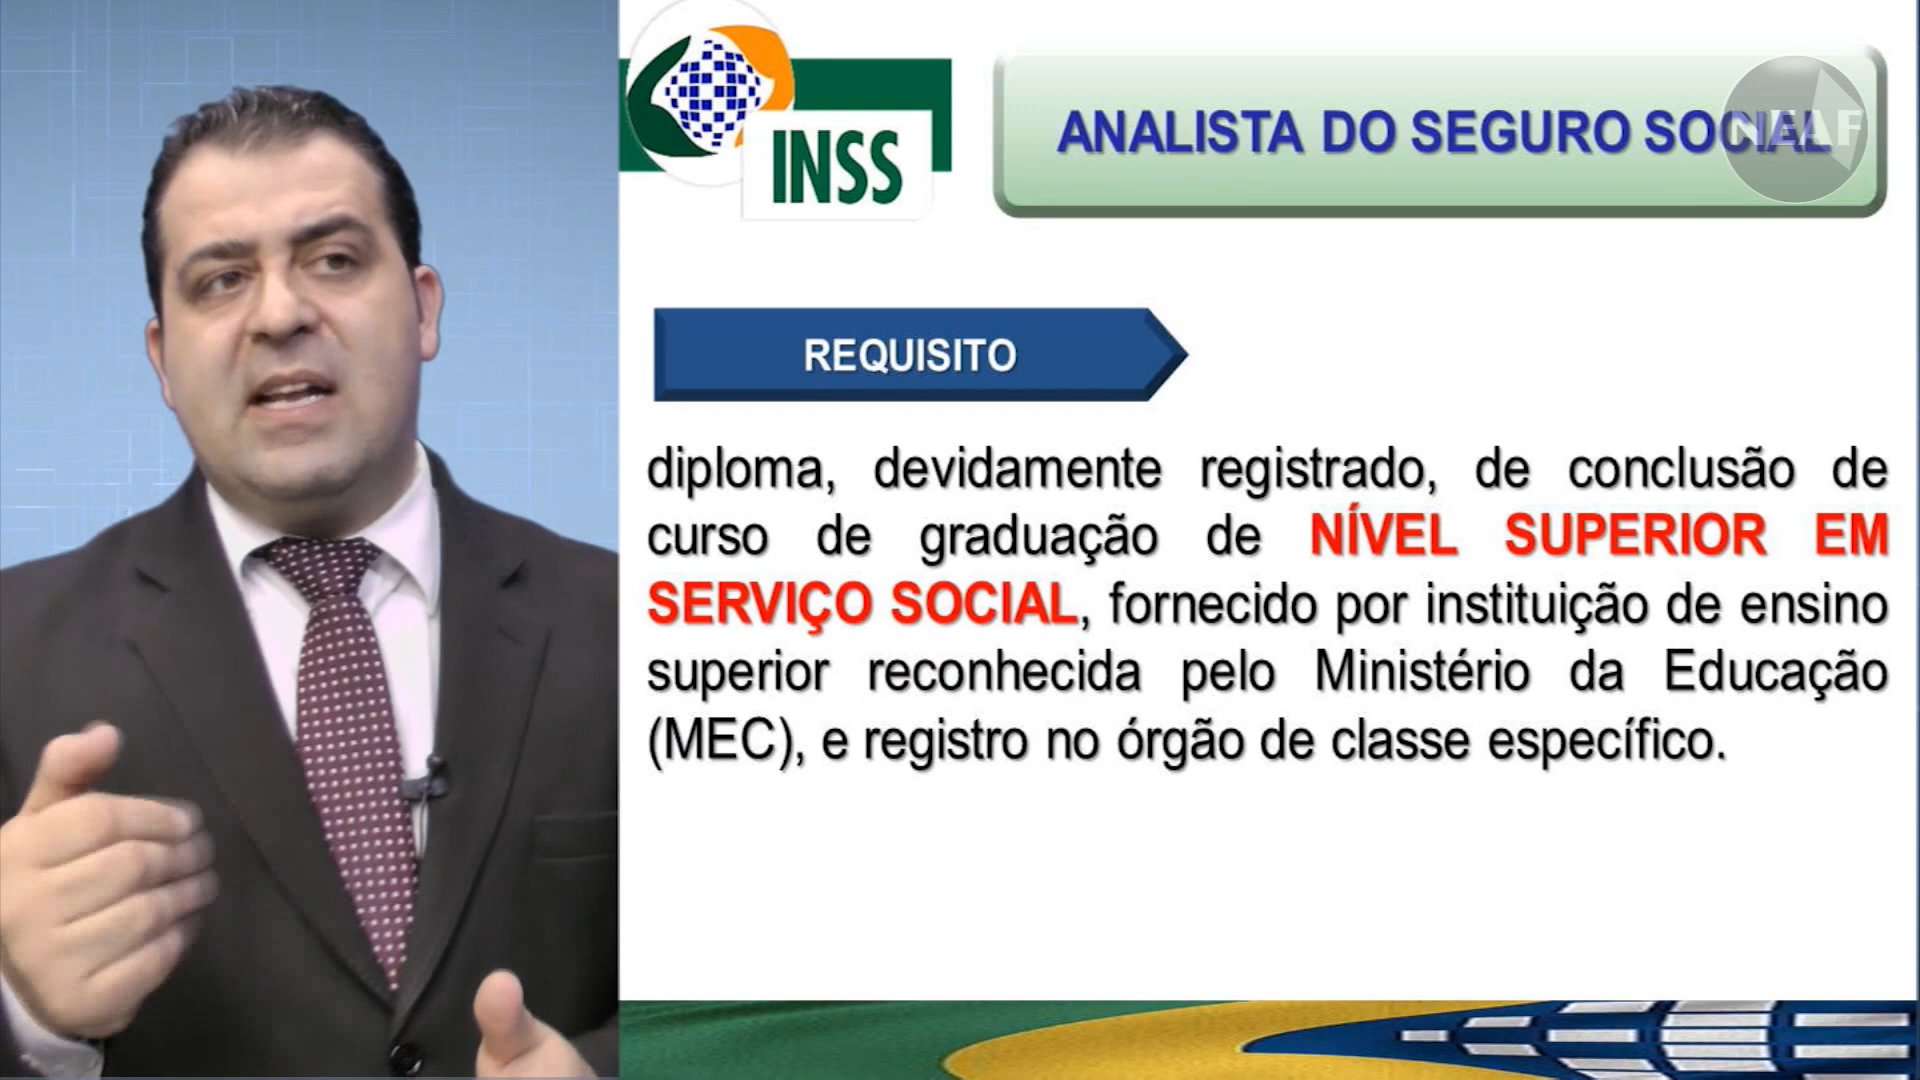 INSS
ANALISTA DO SEGURO SOCIAL
NEAF
REQUISITO
diploma, devidamente registrado, de conclusão de
curso de graduação de NÍVEL SUPERIOR EM
SERVIÇO SOCIAL, fornecido por instituição de ensino
superior reconhecida pelo Ministério da Educação
(MEC), e registro no órgão de classe específico.